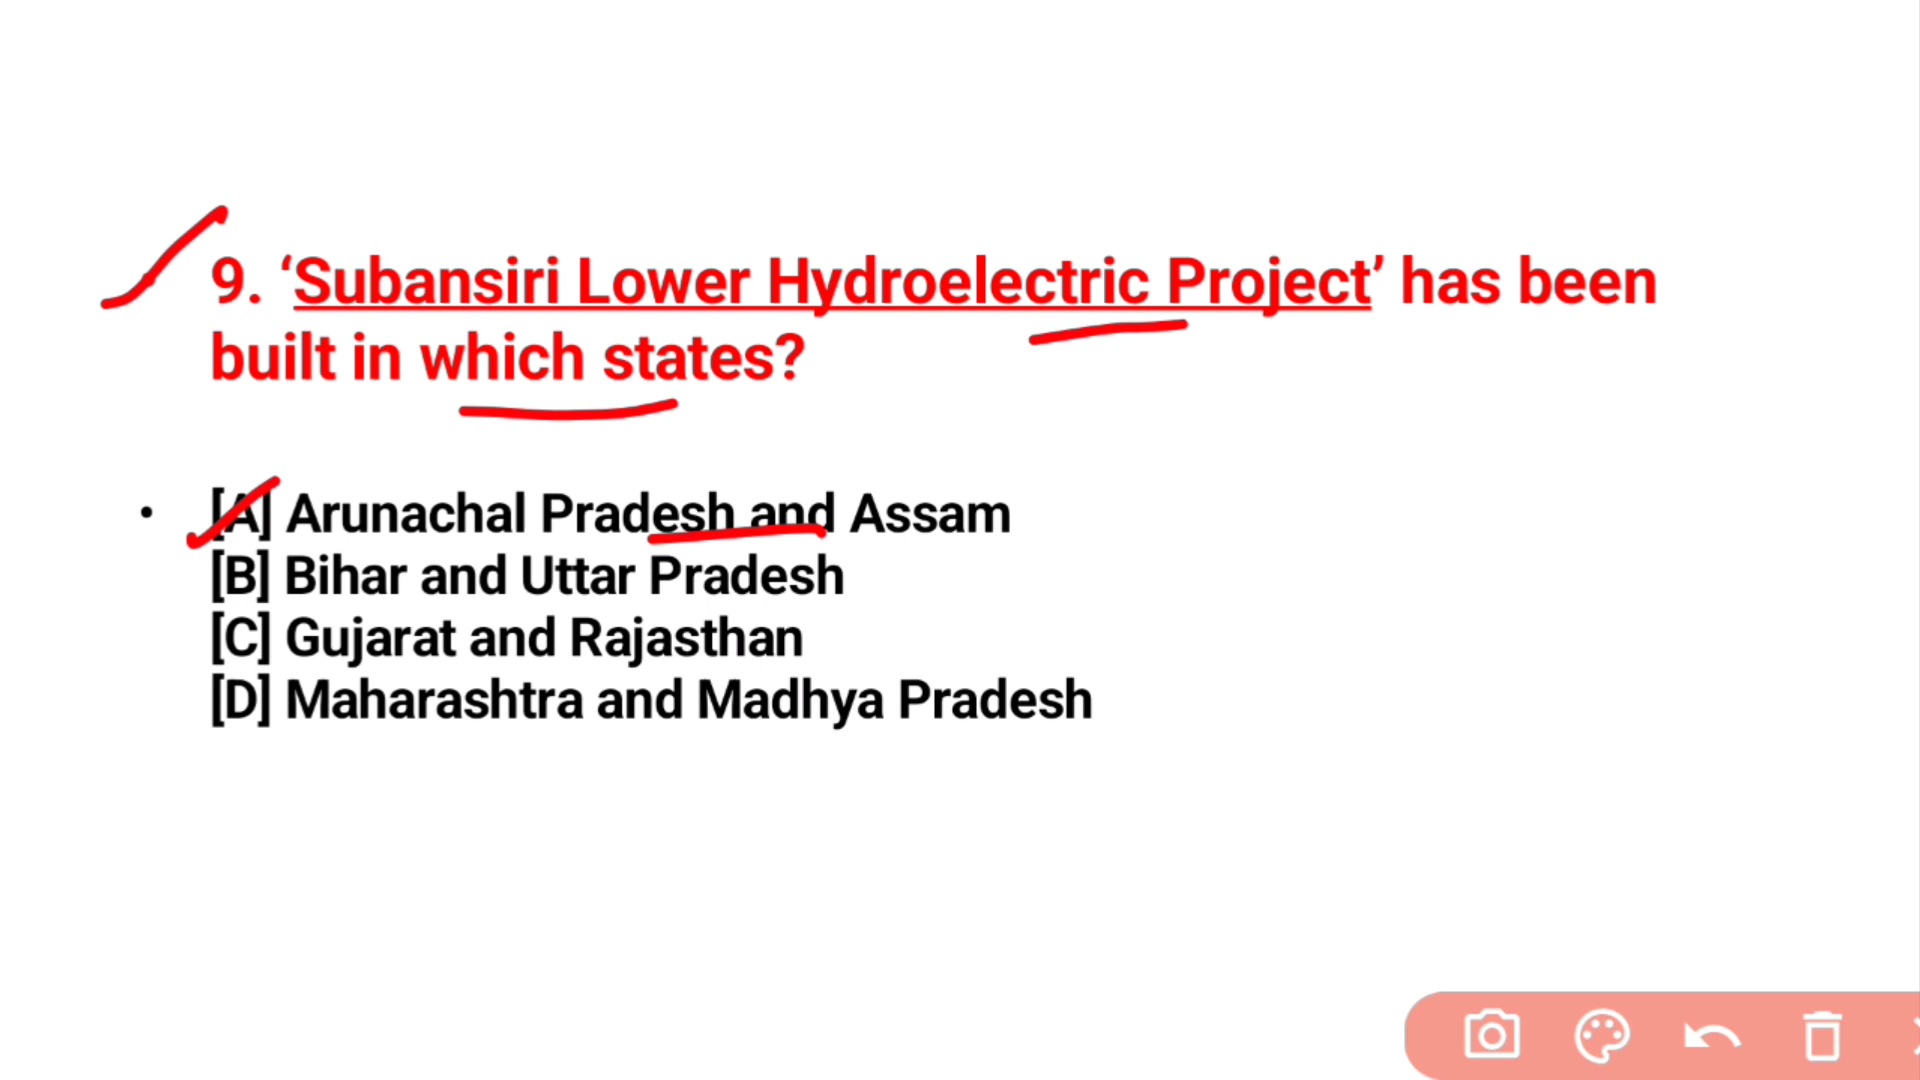 9. ‘Subansiri Lower Hydroelectric Project’ has been
built in which states?
• [A] Arunachal Pradesh and Assam
[B] Bihar and Uttar Pradesh
[C] Gujarat and Rajasthan
[D] Maharashtra and Madhya Pradesh